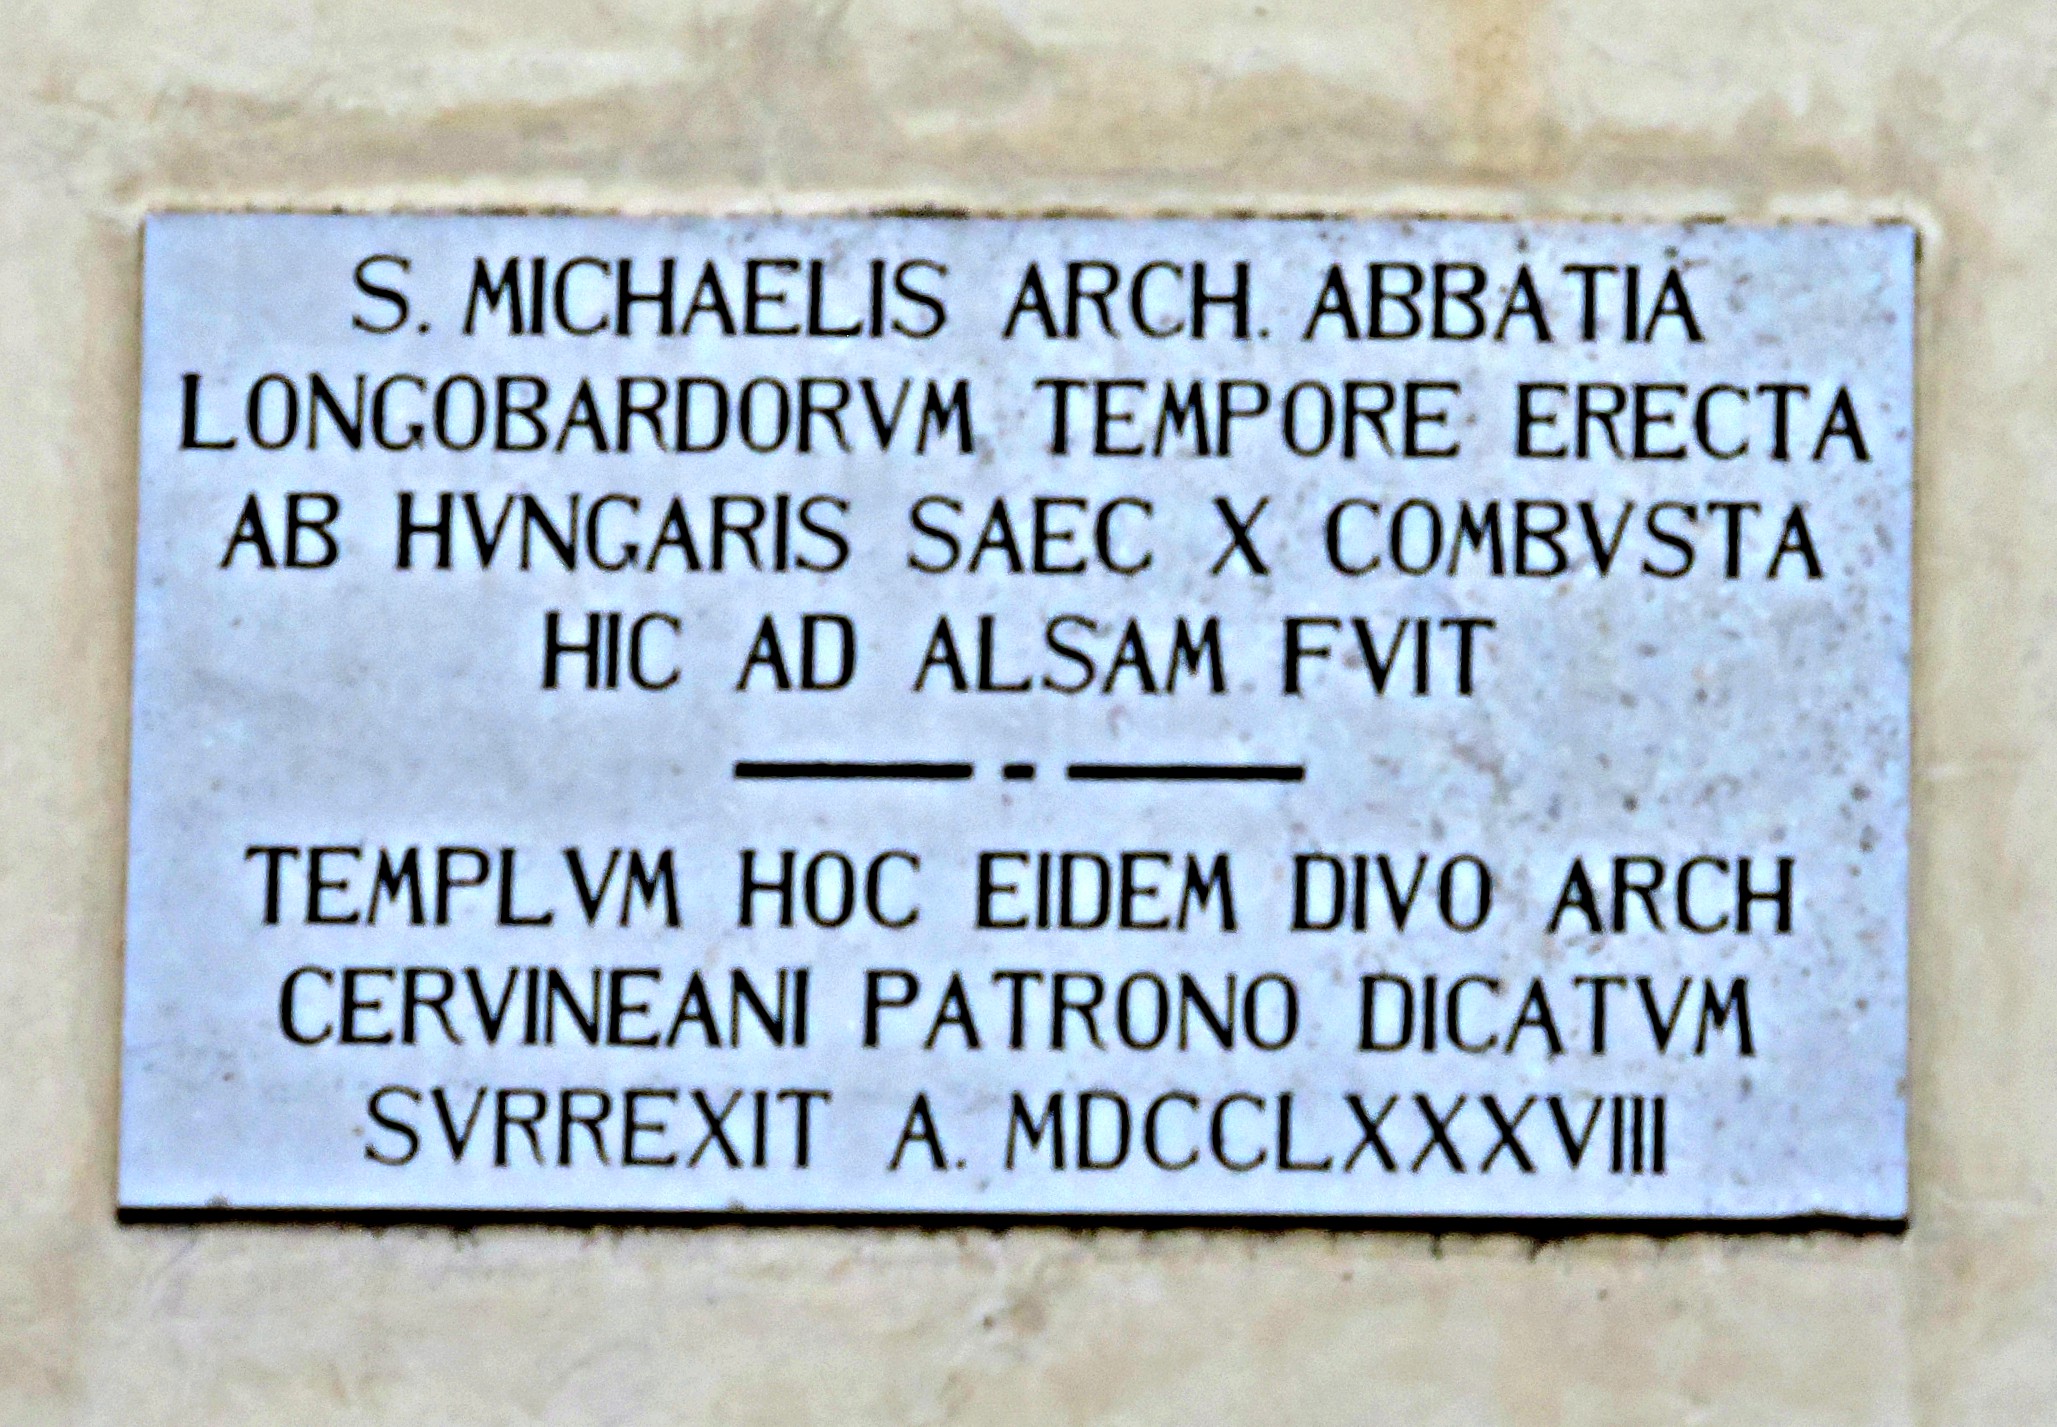 S. MICHAELIS ARCH. ABBATIA
LONGOBARDORVM TEMPORE ERECTA
AB HVNGARIS SAEC X COMBVSTA
HIC AD ALSAM FVIT
TEMPLVM HOC EIDEM DIVO ARCH
CERVINEANI PATRONO DICATVM
SVRREXIT A. MDCCLXXXVIII